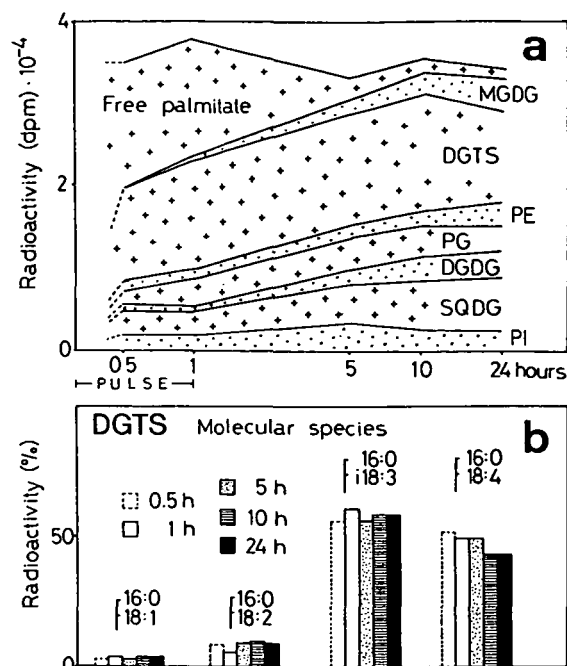 a
Radioactivity (dpm)·10⁻⁴
4
2
0
Free palmitate
MGDG
DGTS
PE
PG
DGDG
SQDG
PI
0 0.5 1 5 10 24 hours
PULSE
b
DGTS Molecular species
Radioactivity (%)
50
0
0.5 h
1 h
5 h
10 h
24 h
16:0
18:1
16:0
18:2
16:0
i18:3
16:0
18:4